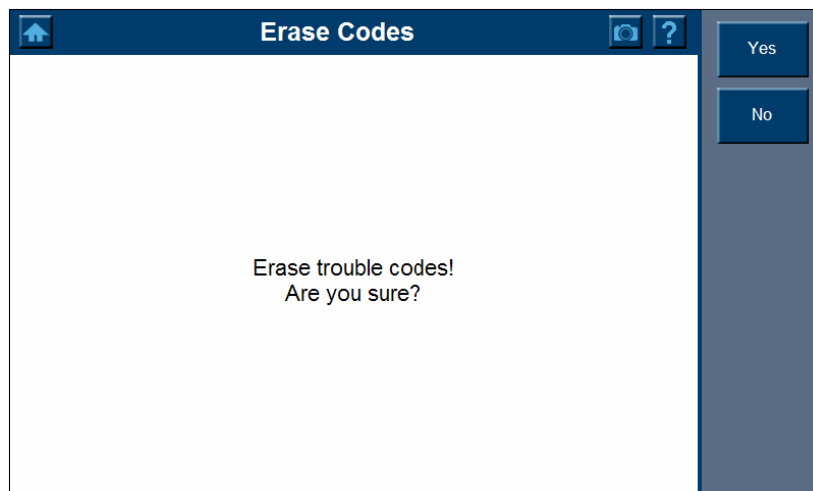 Erase Codes
?
Yes
No
Erase trouble codes!
Are you sure?